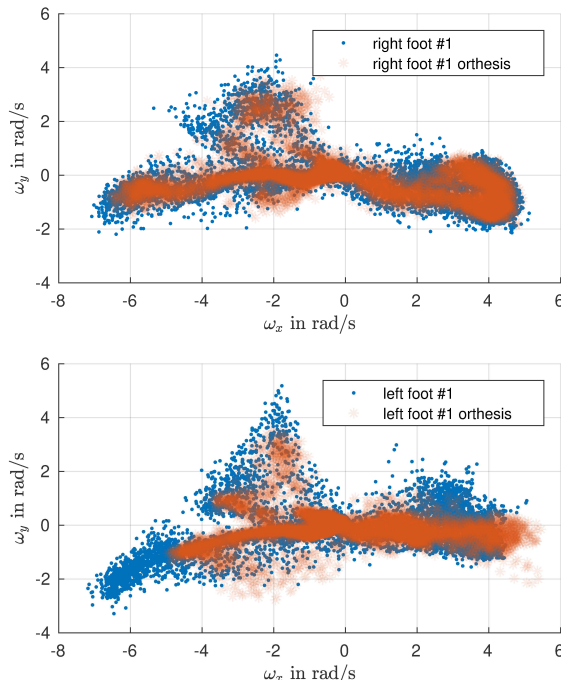 6
4
2
0
-2
-4
ω_y in rad/s
right foot #1
right foot #1 orthesis
-8 -6 -4 -2 0 2 4 6
ω_x in rad/s
6
4
2
0
-2
-4
ω_y in rad/s
left foot #1
left foot #1 orthesis
-8 -6 -4 -2 0 2 4 6
ω_x in rad/s